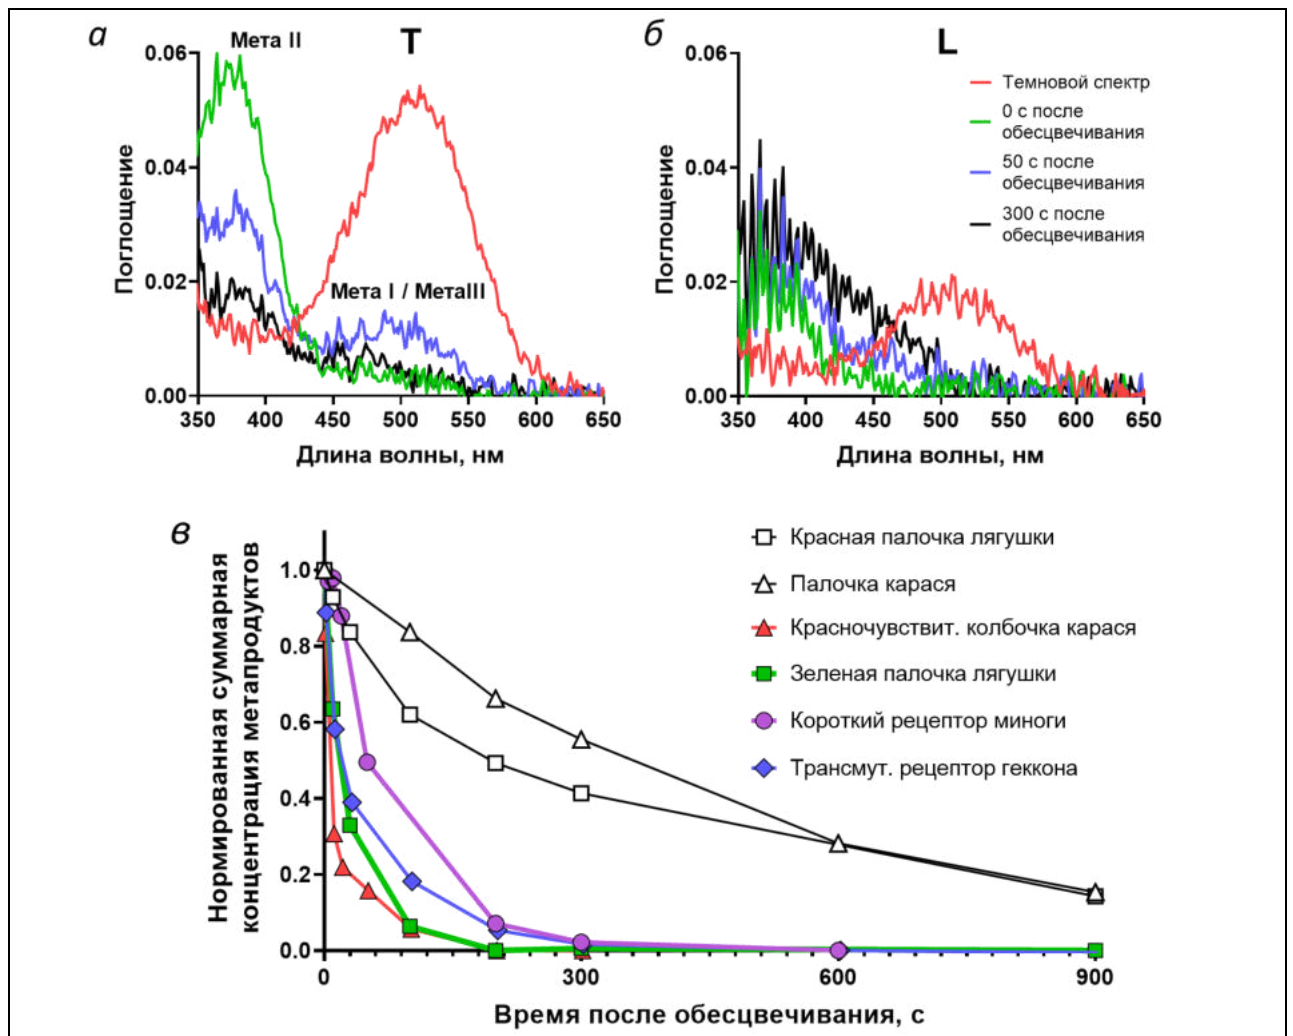 а
Мета II
T
Поглощение
0.06
0.04
0.02
0.00
Мета I / МетаIII
350 400 450 500 550 600 650
Длина волны, нм
б
L
Поглощение
0.06
0.04
0.02
0.00
Темновой спектр
0 с после
обесцвечивания
50 с после
обесцвечивания
300 с после
обесцвечивания
350 400 450 500 550 600 650
Длина волны, нм
в
Нормированная суммарная
концентрация метапродуктов
1.0
0.8
0.6
0.4
0.2
0.0
Красная палочка лягушки
Палочка карася
Красночувствит. колбочка карася
Зеленая палочка лягушки
Короткий рецептор миноги
Трансмут. рецептор геккона
0 300 600 900
Время после обесцвечивания, с